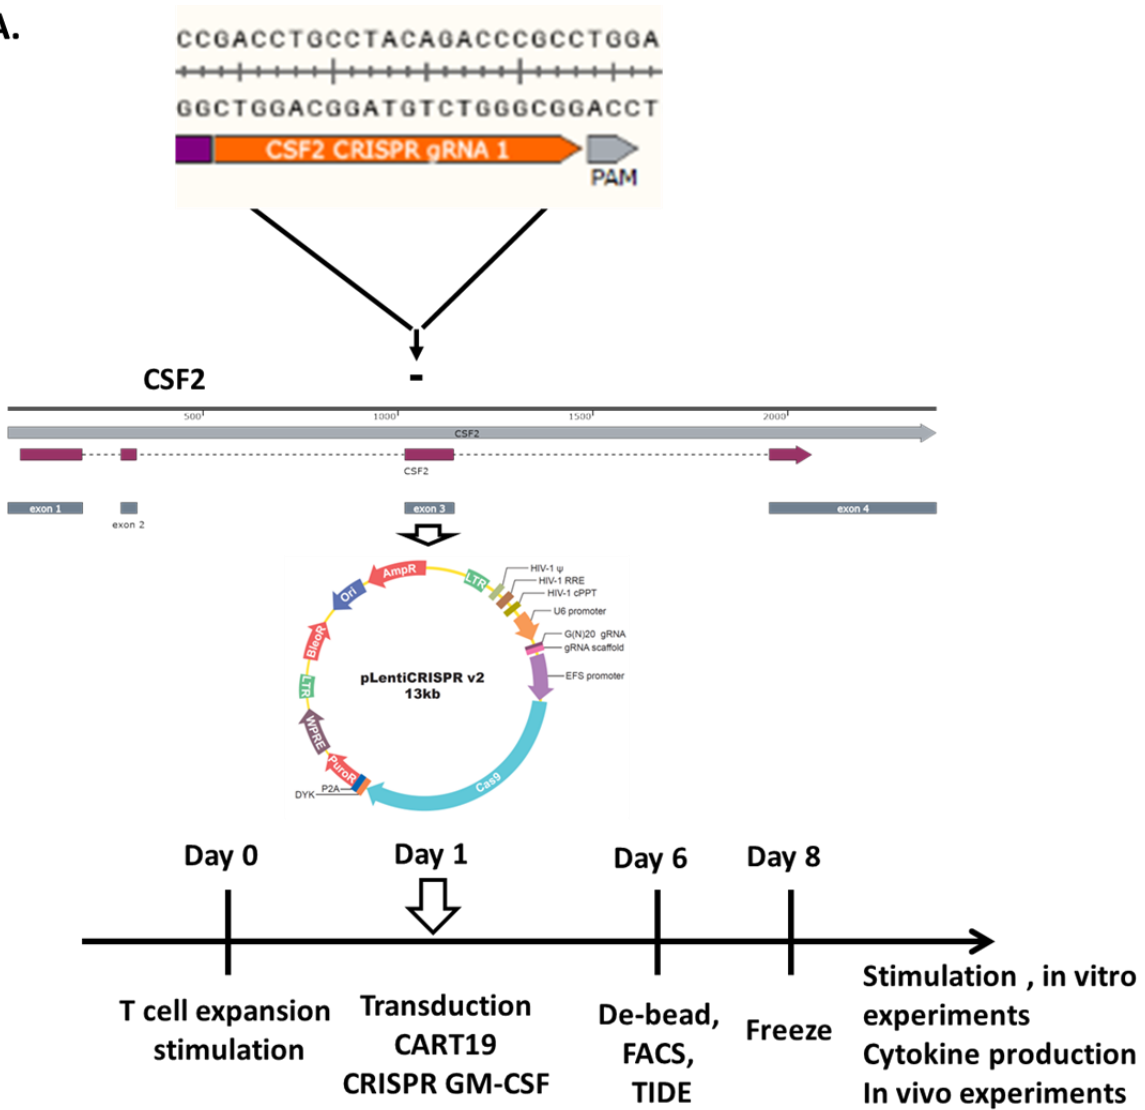 A.
CCGACCTGCCTACAGACCCGCCTGGA
GGCTGGACGGATGTCTGGGCGGACCT
CSF2 CRISPR gRNA 1
PAM
-
CSF2
500
1000
1500
2000
CSF2
CSF2
exon 1
exon 2
exon 3
exon 4
AmpR
LTR
HIV-1 ψ
HIV-1 RRE
HIV-1 cPPT
U6 promoter
G(N)20 gRNA
gRNA scaffold
EFS promoter
Ori
BleoR
LTR
WPRE
PuroR
P2A
DYK
Cas9
pLentiCRISPR v2
13kb
Day 0
Day 1
Day 6
Day 8
T cell expansion
stimulation
Transduction
CART19
CRISPR GM-CSF
De-bead,
FACS,
TIDE
Freeze
Stimulation , in vitro
experiments
Cytokine production
In vivo experiments